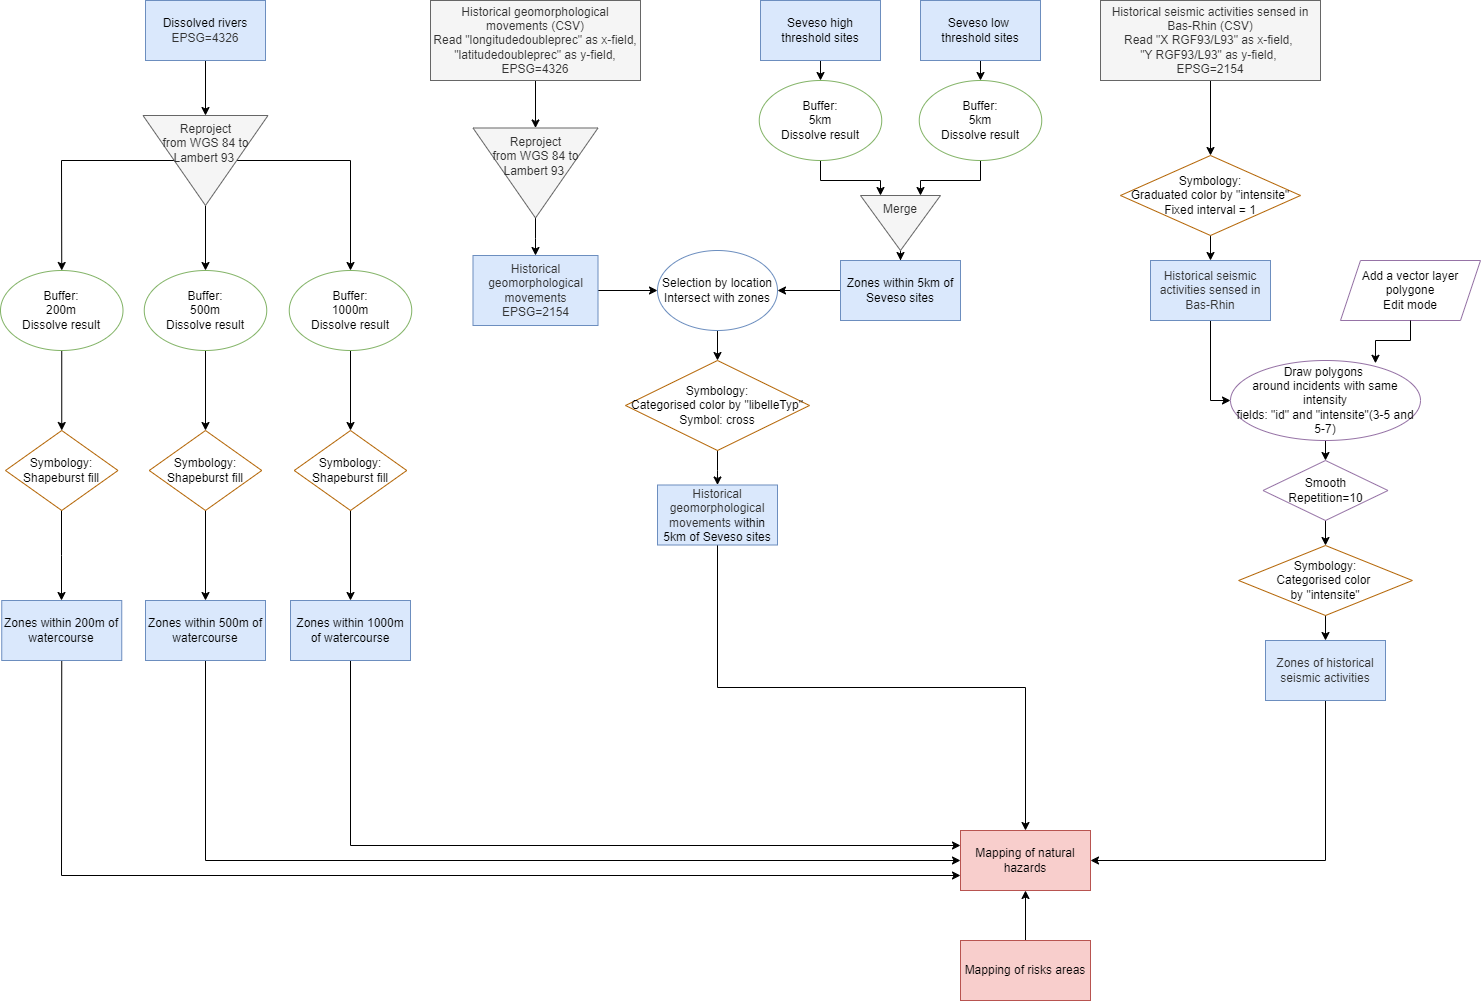 Dissolved rivers
EPSG=4326
Historical geomorphological
movements (CSV)
Read "longitudedoubleprec" as x-field,
"latitudedoubleprec" as y-field,
EPSG=4326
Seveso high
threshold sites
Seveso low
threshold sites
Historical seismic activities sensed in
Bas-Rhin (CSV)
Read "X RGF93/L93" as x-field,
"Y RGF93/L93" as y-field,
EPSG=2154
Buffer:
5km
Dissolve result
Buffer:
5km
Dissolve result
Reproject
from WGS 84 to
Lambert 93
Reproject
from WGS 84 to
Lambert 93
Symbology:
Graduated color by "intensite"
Fixed interval = 1
Merge
Historical
geomorphological
movements
EPSG=2154
Selection by location
Intersect with zones
Zones within 5km of
Seveso sites
Historical seismic
activities sensed in
Bas-Rhin
Add a vector layer
polygone
Edit mode
Buffer:
200m
Dissolve result
Buffer:
500m
Dissolve result
Buffer:
1000m
Dissolve result
Symbology:
Categorised color by "libelleTyp"
Symbol: cross
Draw polygons
around incidents with same
intensity
fields: "id" and "intensite"(3-5 and
5-7)
Symbology:
Shapeburst fill
Symbology:
Shapeburst fill
Symbology:
Shapeburst fill
Smooth
Repetition=10
Historical
geomorphological
movements within
5km of Seveso sites
Symbology:
Categorised color
by "intensite"
Zones within 200m of
watercourse
Zones within 500m of
watercourse
Zones within 1000m
of watercourse
Zones of historical
seismic activities
Mapping of natural
hazards
Mapping of risks areas